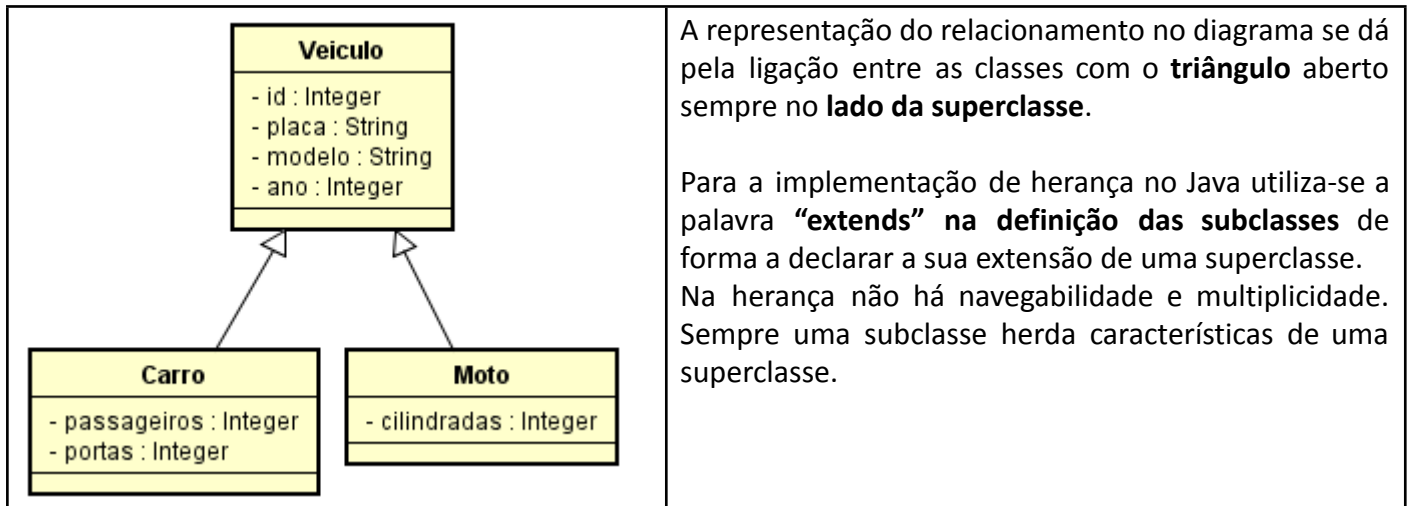 Veiculo
- id : Integer
- placa : String
- modelo : String
- ano : Integer
Carro
- passageiros : Integer
- portas : Integer
Moto
- cilindradas : Integer
A representação do relacionamento no diagrama se dá
pela ligação entre as classes com o triângulo aberto
sempre no lado da superclasse.
Para a implementação de herança no Java utiliza-se a
palavra “extends” na definição das subclasses de
forma a declarar a sua extensão de uma superclasse.
Na herança não há navegabilidade e multiplicidade.
Sempre uma subclasse herda características de uma
superclasse.